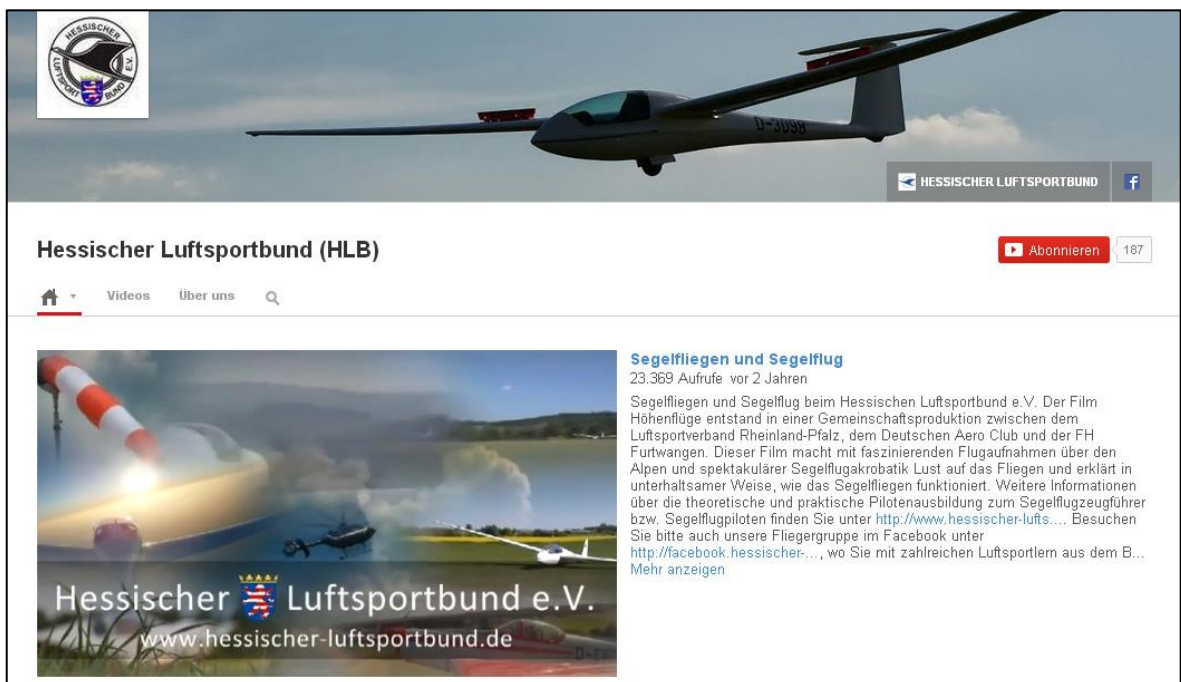 HESSISCHER
LUFTSPORT BUND E.V.
D-3098
HESSISCHER LUFTSPORTBUND
Hessischer Luftsportbund (HLB)
Abonnieren 187
Videos Über uns
Segelfliegen und Segelflug
23.369 Aufrufe vor 2 Jahren
Segelfliegen und Segelflug beim Hessischen Luftsportbund e.V. Der Film
Höhenflüge entstand in einer Gemeinschaftsproduktion zwischen dem
Luftsportverband Rheinland-Pfalz, dem Deutschen Aero Club und der FH
Furtwangen. Dieser Film macht mit faszinierenden Flugaufnahmen über den
Alpen und spektakulärer Segelflugakrobatik Lust auf das Fliegen und erklärt in
unterhaltsamer Weise, wie das Segelfliegen funktioniert. Weitere Informationen
über die theoretische und praktische Pilotenausbildung zum Segelflugzeugführer
bzw. Segelflugpiloten finden Sie unter http://www.hessischer-lufts.... Besuchen
Sie bitte auch unsere Fliegergruppe im Facebook unter
http://facebook.hessischer-..., wo Sie mit zahlreichen Luftsportlern aus dem B...
Mehr anzeigen
Hessischer Luftsportbund e.V.
www.hessischer-luftsportbund.de